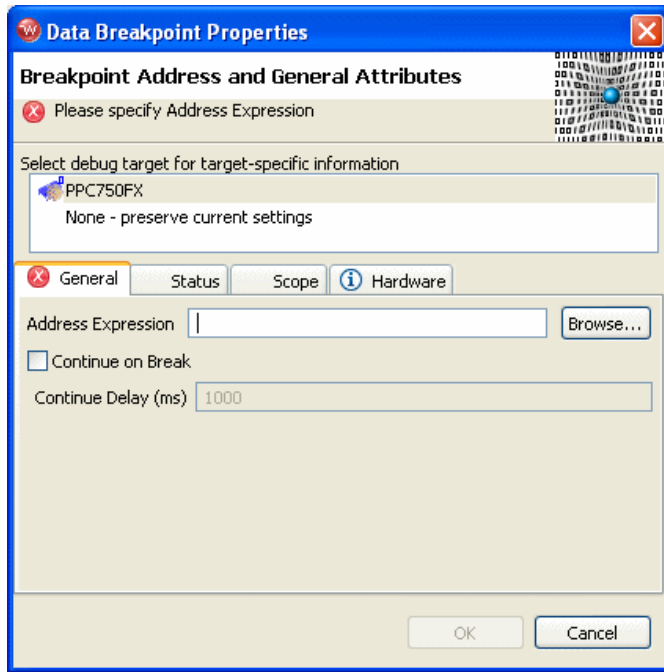 Data Breakpoint Properties
Breakpoint Address and General Attributes
Please specify Address Expression
Select debug target for target-specific information
PPC750FX
None - preserve current settings
General Status Scope Hardware
Address Expression Browse...
Continue on Break
Continue Delay (ms) 1000
OK Cancel